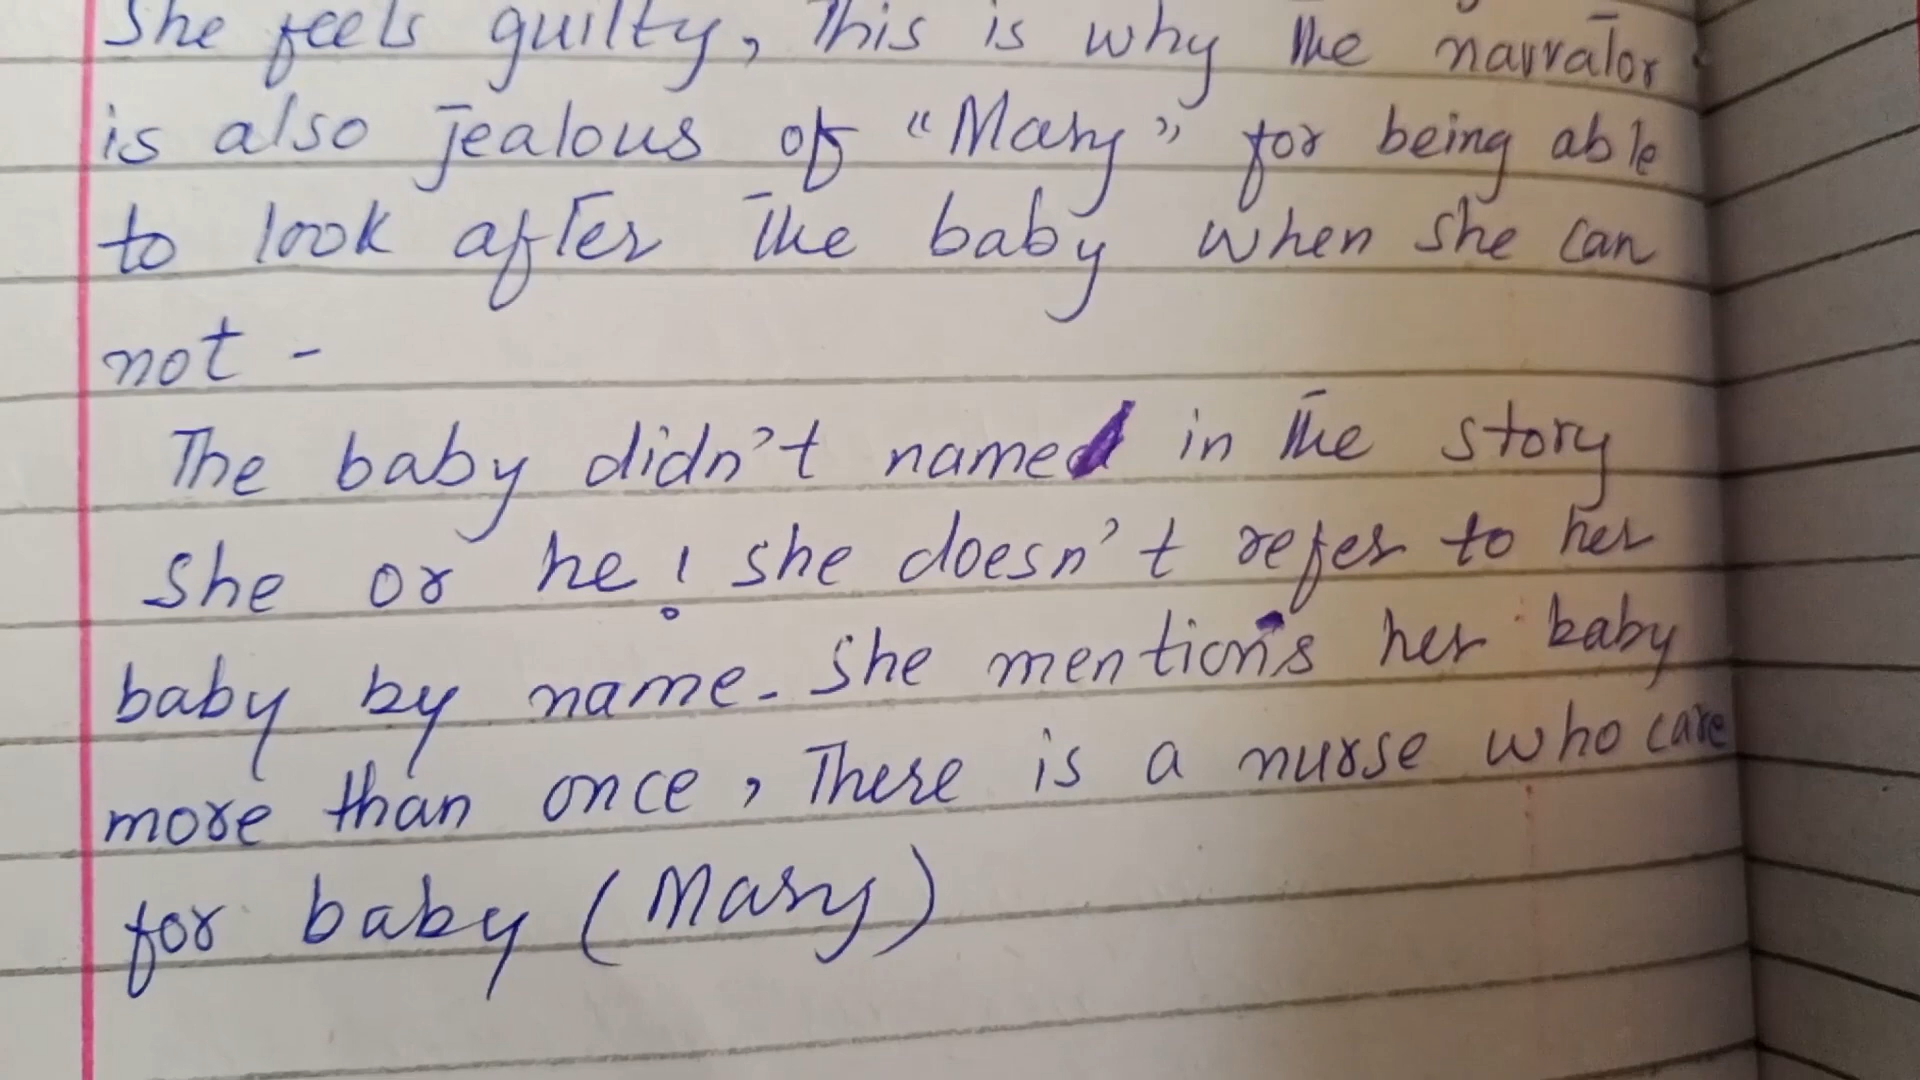 She feels guilty, This is why the narrator
is also jealous of "Mary" for being able
to look after the baby when she can
not -
The baby didn't named in the story
She or he! she doesn't refer to her
baby by name. She mentions her baby
more than once, There is a nurse who care
for baby (Mary)